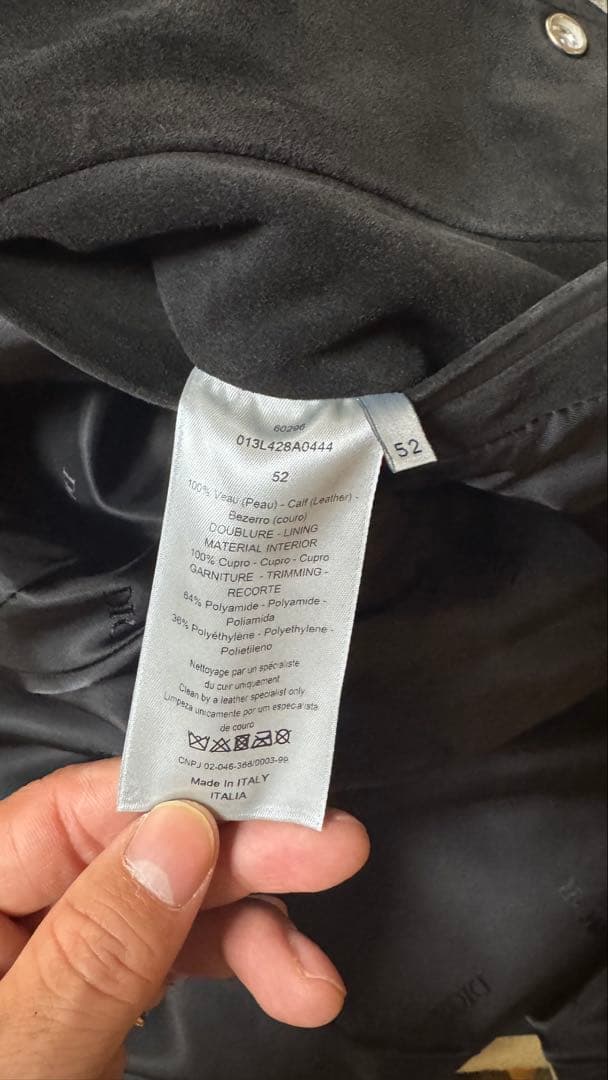 60296
013L428A0444
52
52
100% Veau (Peau) - Calf (Leather) -
Bezerro (couro)
DOUBLURE - LINING
MATERIAL INTERIOR
100% Cupro - Cupro - Cupro
GARNITURE - TRIMMING -
RECORTE
64% Polyamide - Polyamide -
Poliamida
36% Polyéthylène - Polyethylene -
Polietileno
Nettoyage par un spécialiste
du cuir uniquement
Clean by a leather specialist only
Limpeza unicamente por um especialista
de couro
CNPJ 02-046-366/0003-99
Made In ITALY
ITALIA
DIOR